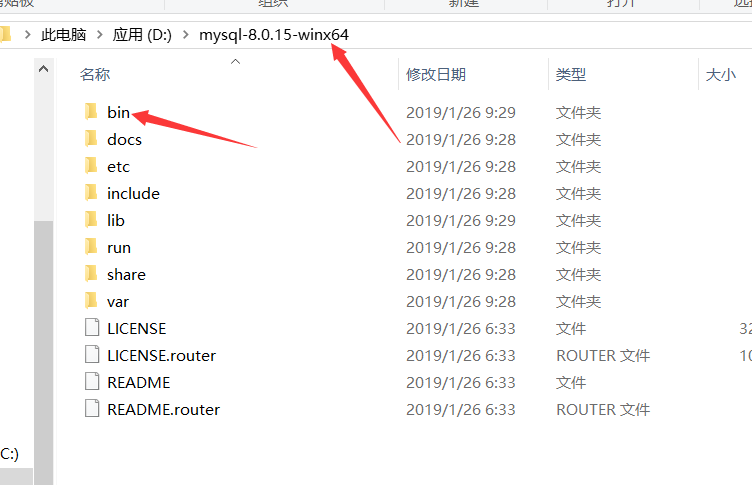 组织
新建
打开
此电脑 > 应用 (D:) > mysql-8.0.15-winx64
名称 修改日期 类型 大小
bin 2019/1/26 9:29 文件夹
docs 2019/1/26 9:28 文件夹
etc 2019/1/26 9:28 文件夹
include 2019/1/26 9:28 文件夹
lib 2019/1/26 9:29 文件夹
run 2019/1/26 9:28 文件夹
share 2019/1/26 9:28 文件夹
var 2019/1/26 9:28 文件夹
LICENSE 2019/1/26 6:33 文件 32
LICENSE.router 2019/1/26 6:33 ROUTER 文件 10
README 2019/1/26 6:33 文件
README.router 2019/1/26 6:33 ROUTER 文件
C:)